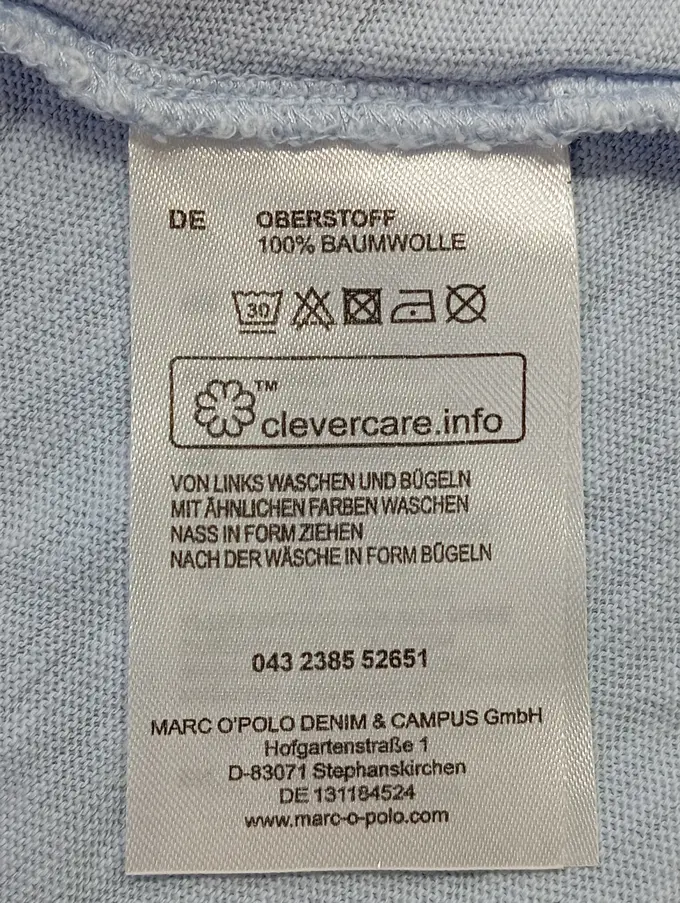 DE OBERSTOFF
100% BAUMWOLLE
30
™
clevercare.info
VON LINKS WASCHEN UND BÜGELN
MIT ÄHNLICHEN FARBEN WASCHEN
NASS IN FORM ZIEHEN
NACH DER WÄSCHE IN FORM BÜGELN
043 2385 52651
MARC O'POLO DENIM & CAMPUS GmbH
Hofgartenstraße 1
D-83071 Stephanskirchen
DE 131184524
www.marc-o-polo.com